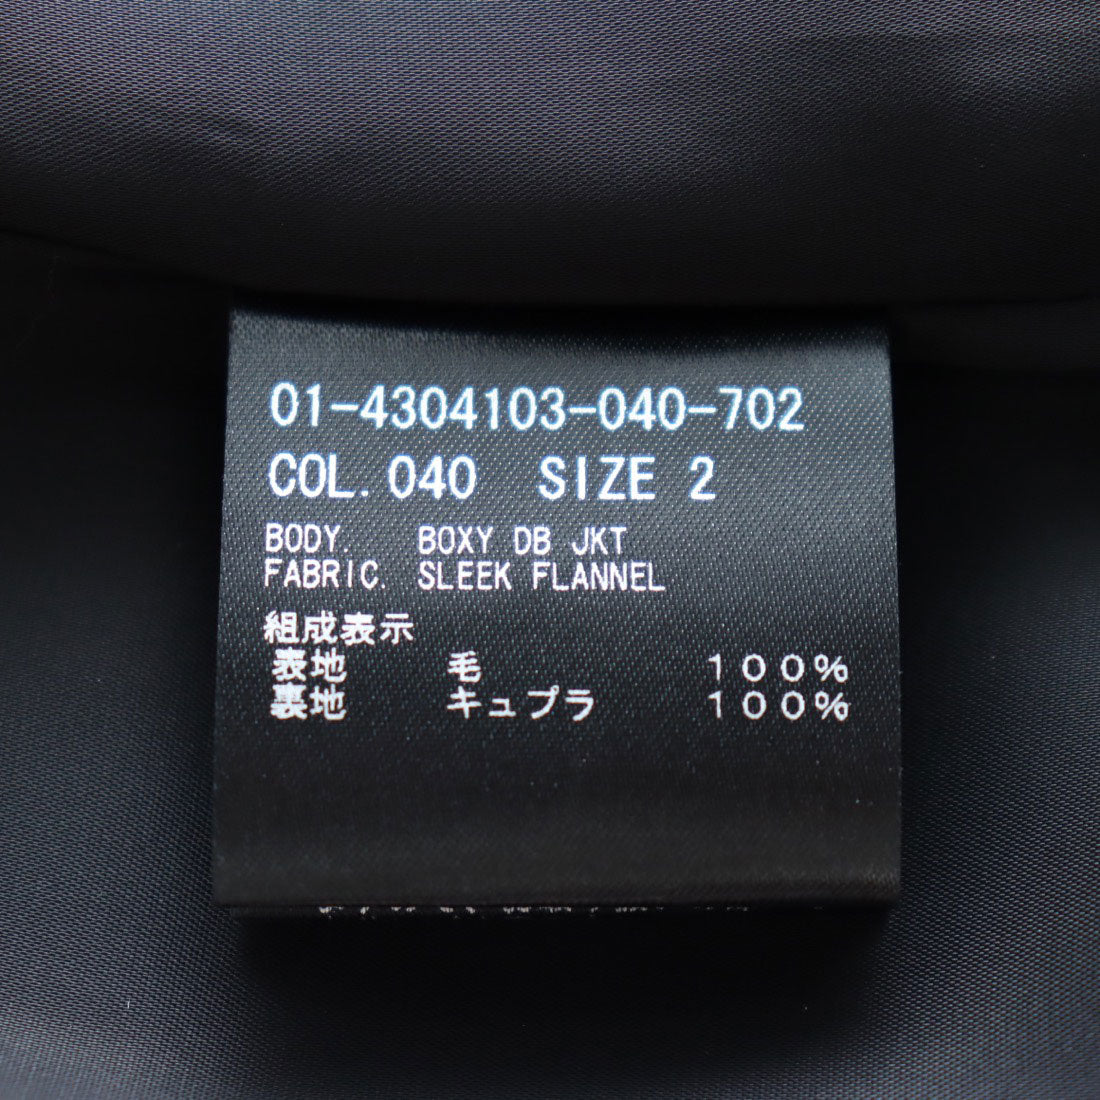 01-4304103-040-702
COL. 040 SIZE 2
BODY. BOXY DB JKT
FABRIC. SLEEK FLANNEL
組成表示
表地 毛 100%
裏地 キュプラ 100%